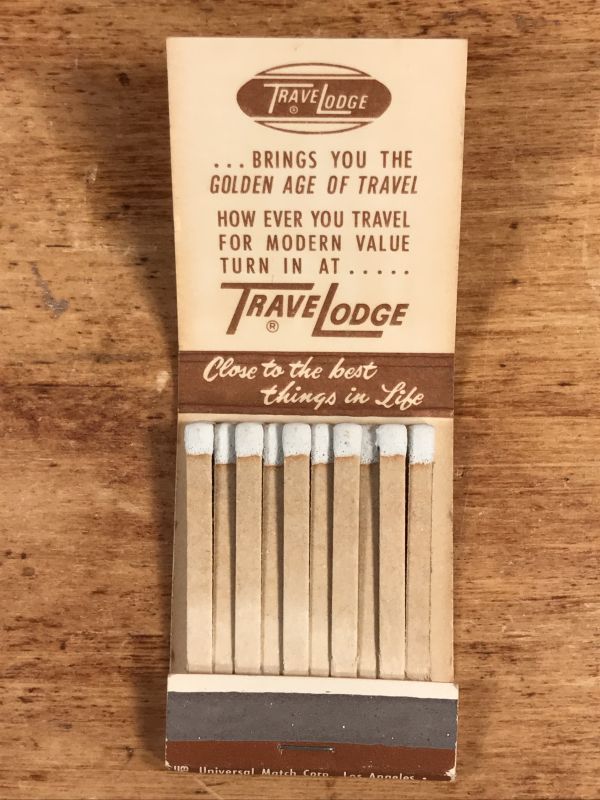 TRAVELODGE
®
...BRINGS YOU THE
GOLDEN AGE OF TRAVEL
HOW EVER YOU TRAVEL
FOR MODERN VALUE
TURN IN AT.....
TRAVELODGE
®
Close to the best
things in Life
Universal Match Corp. Los Angeles -